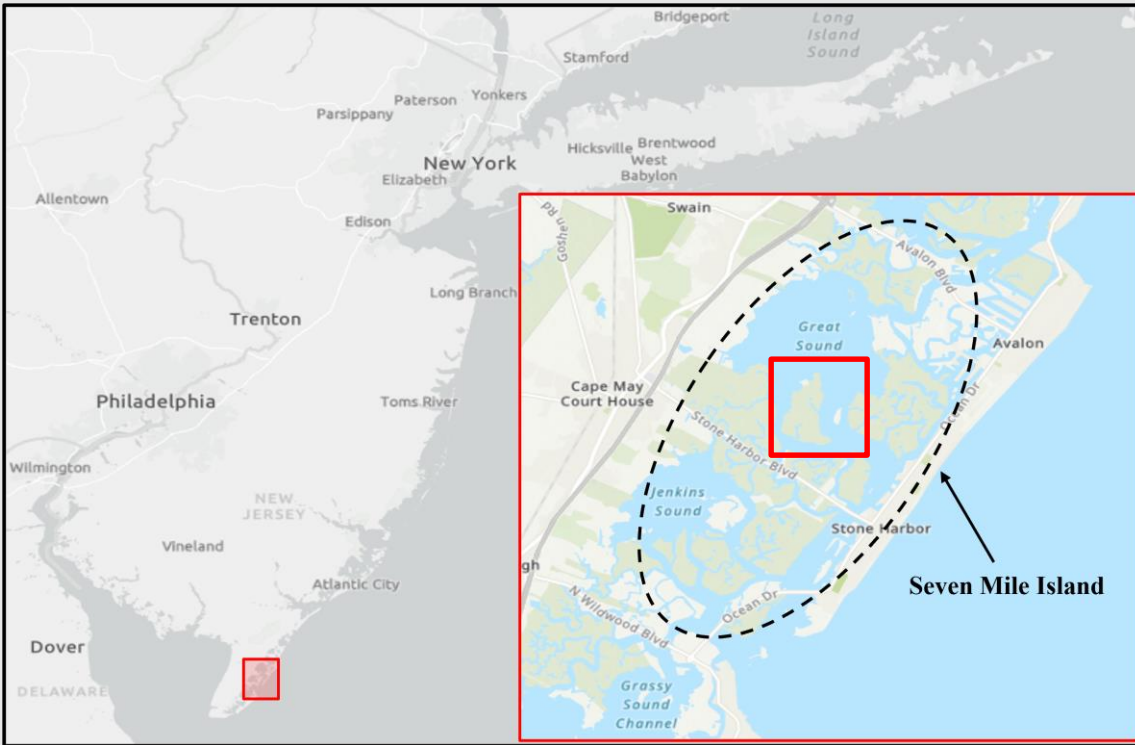 Bridgeport
Long
Island
Sound
Stamford
Paterson
Yonkers
Parsippany
New York
Hicksville
Brentwood
West
Babylon
Elizabeth
Allentown
Edison
Long Branch
Trenton
Philadelphia
Toms River
Wilmington
NEW
JERSEY
Vineland
Atlantic City
Dover
DELAWARE
Swain
Goshen Rd
Avalon Blvd
Great
Sound
Avalon
Cape May
Court House
Ocean Dr
Stone Harbor Blvd
Jenkins
Sound
Stone Harbor
gh
Seven Mile Island
Ocean Dr
N Wildwood Blvd
Grassy
Sound
Channel